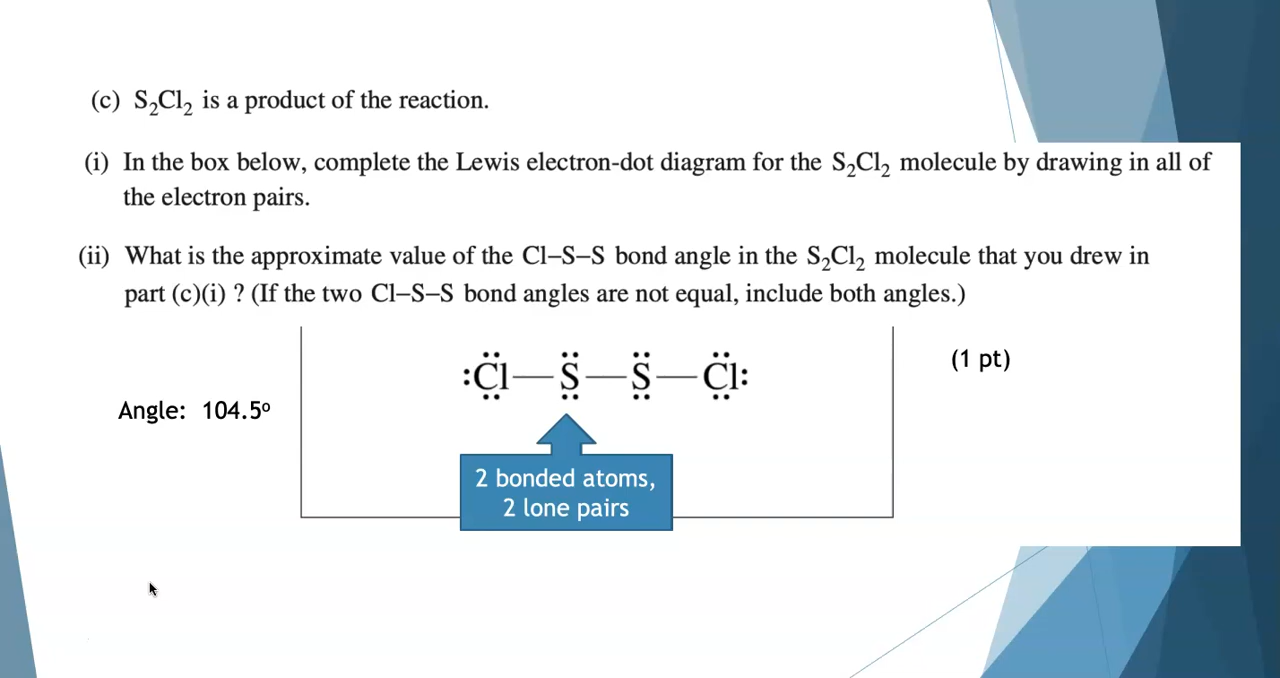 (c) S₂Cl₂ is a product of the reaction.
(i) In the box below, complete the Lewis electron-dot diagram for the S₂Cl₂ molecule by drawing in all of
the electron pairs.
(ii) What is the approximate value of the Cl–S–S bond angle in the S₂Cl₂ molecule that you drew in
part (c)(i) ? (If the two Cl–S–S bond angles are not equal, include both angles.)
(1 pt)
:Cl—S—S—Cl:
Angle: 104.5º
2 bonded atoms,
2 lone pairs